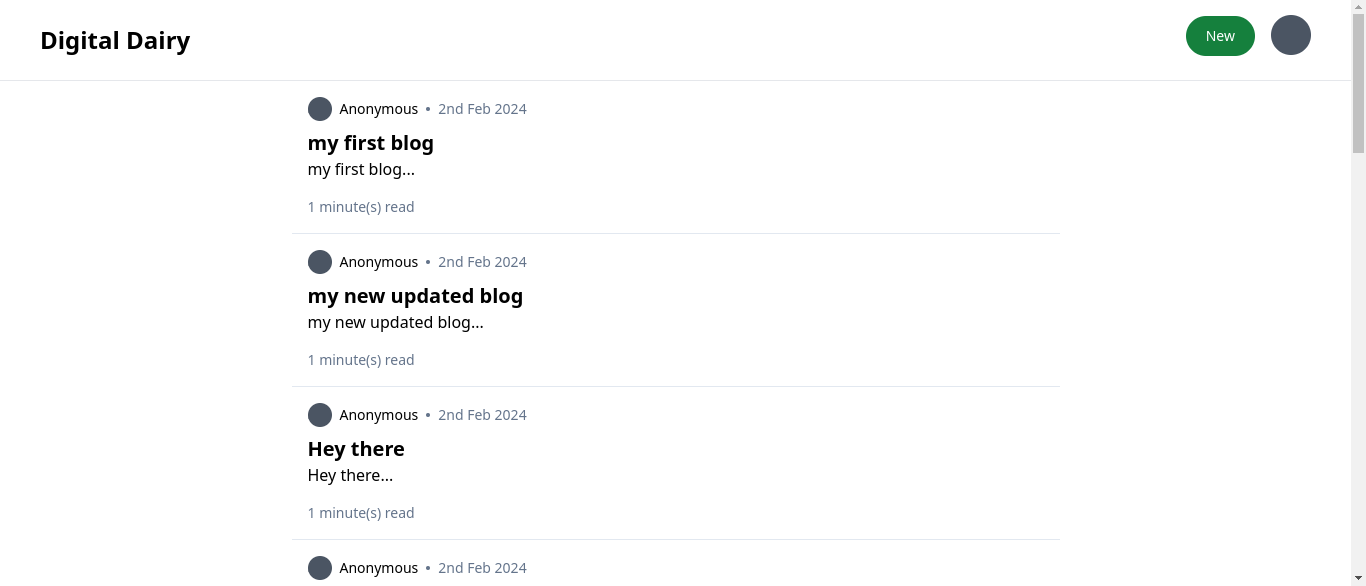 Digital Dairy
New
Anonymous • 2nd Feb 2024
my first blog
my first blog...
1 minute(s) read
Anonymous • 2nd Feb 2024
my new updated blog
my new updated blog...
1 minute(s) read
Anonymous • 2nd Feb 2024
Hey there
Hey there...
1 minute(s) read
Anonymous • 2nd Feb 2024